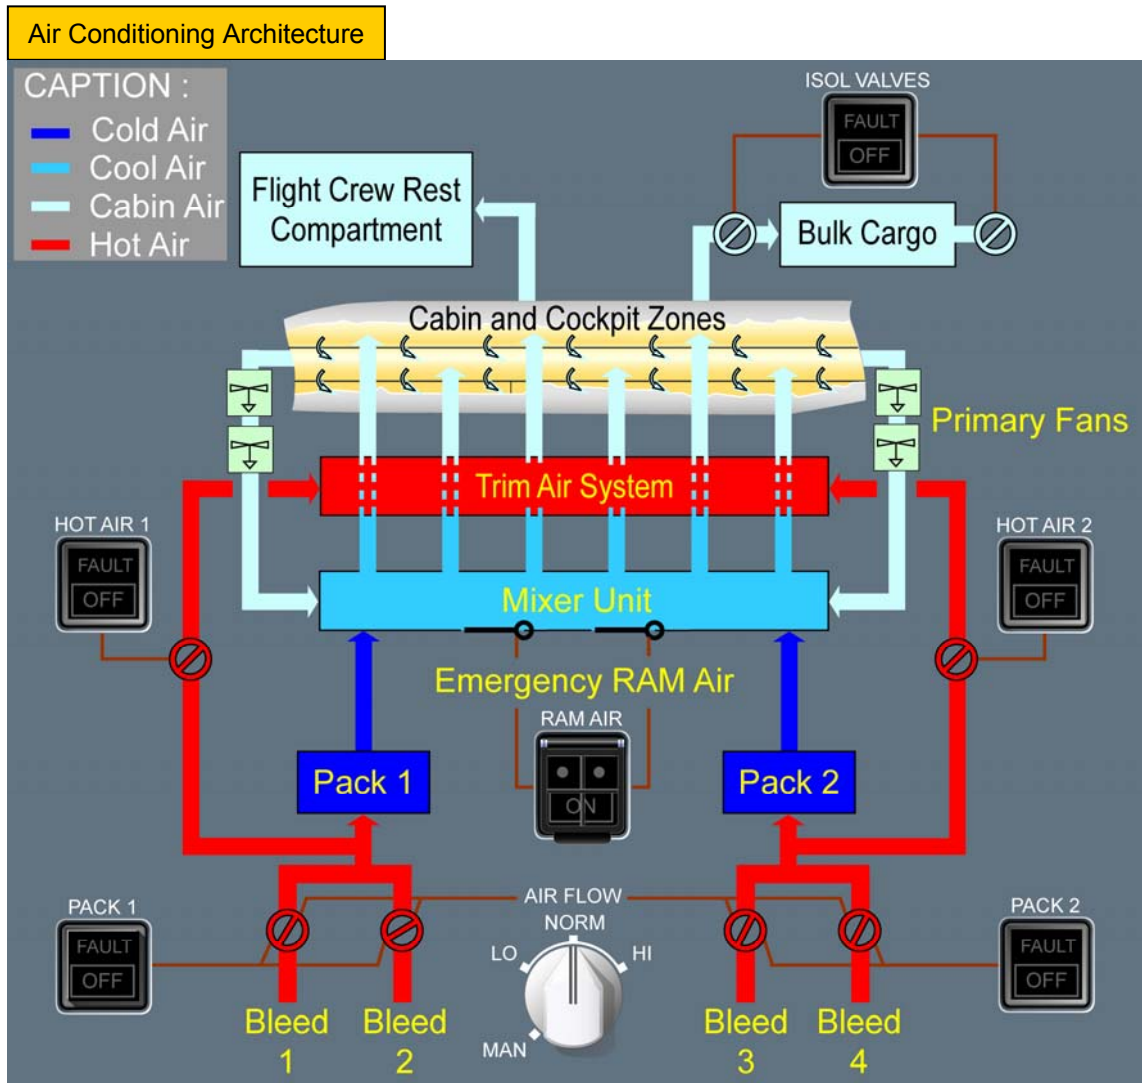 Air Conditioning Architecture
CAPTION :
Cold Air
Cool Air
Cabin Air
Hot Air
ISOL VALVES
FAULT
OFF
Flight Crew Rest
Compartment
Bulk Cargo
Cabin and Cockpit Zones
Primary Fans
Trim Air System
HOT AIR 1
FAULT
OFF
HOT AIR 2
FAULT
OFF
Mixer Unit
Emergency RAM Air
RAM AIR
ON
Pack 1
Pack 2
PACK 1
FAULT
OFF
AIR FLOW
NORM
LO
HI
MAN
PACK 2
FAULT
OFF
Bleed
1
Bleed
2
Bleed
3
Bleed
4